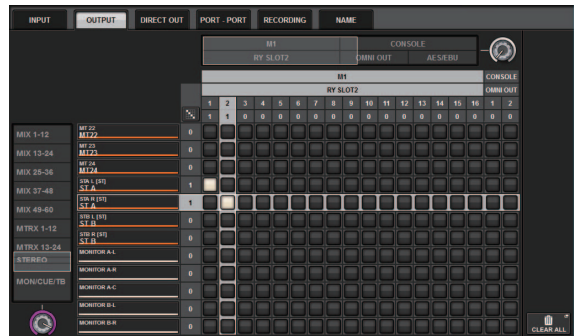 INPUT OUTPUT DIRECT OUT PORT - PORT RECORDING NAME
M1 CONSOLE
RY SLOT2 OMNI OUT AES/EBU
M1 CONSOLE
RY SLOT2 OMNI OUT
1 2 3 4 5 6 7 8 9 10 11 12 13 14 15 16 1 2
1 1 0 0 0 0 0 0 0 0 0 0 0 0 0 0 0 0
MIX 1-12
MIX 13-24
MIX 25-36
MIX 37-48
MIX 49-60
MTRX 1-12
MTRX 13-24
STEREO
MON/CUE/TB
MT 22
MT22 0
MT 23
MT23 0
MT 24
MT24 0
STA L [ST]
ST A 1
STA R [ST]
ST A 1
STB L [ST]
ST B 0
STB R [ST]
ST B 0
MONITOR A-L 0
MONITOR A-R 0
MONITOR A-C 0
MONITOR B-L 0
MONITOR B-R 0
CLEAR ALL